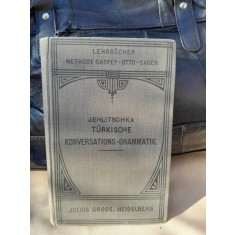 LEHRBÜCHER
METHODE GASPEY-OTTO-SAUER
JEHLITSCHKA
TÜRKISCHE
KONVERSATIONS-GRAMMATIK
JULIUS GROOS, HEIDELBERG